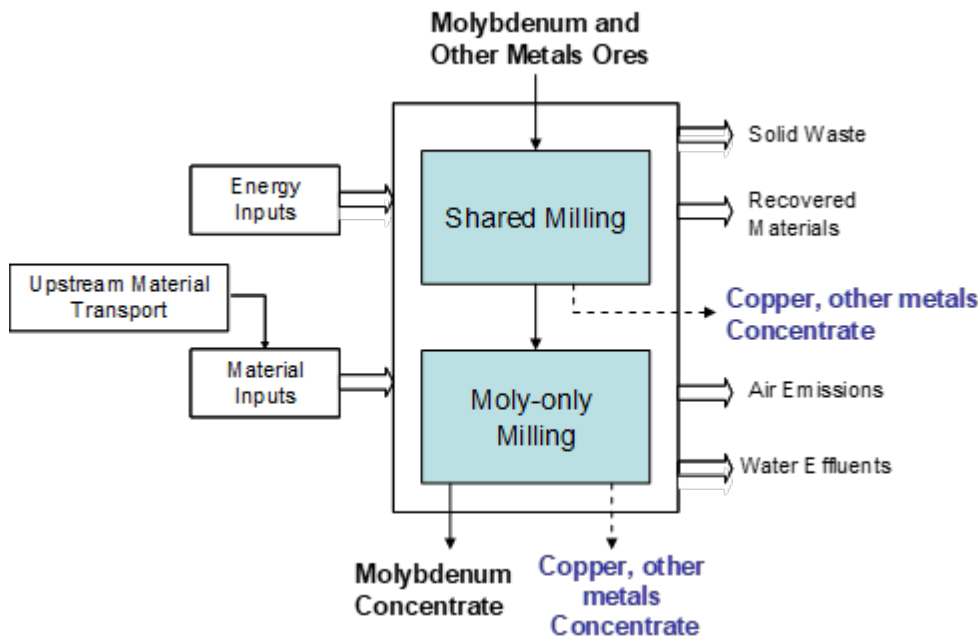 Molybdenum and
Other Metals Ores
Solid Waste
Energy
Inputs
Shared Milling
Recovered
Materials
Upstream Material
Transport
Copper, other metals
Concentrate
Material
Inputs
Moly-only
Milling
Air Emissions
Water Effluents
Molybdenum
Concentrate
Copper, other
metals
Concentrate